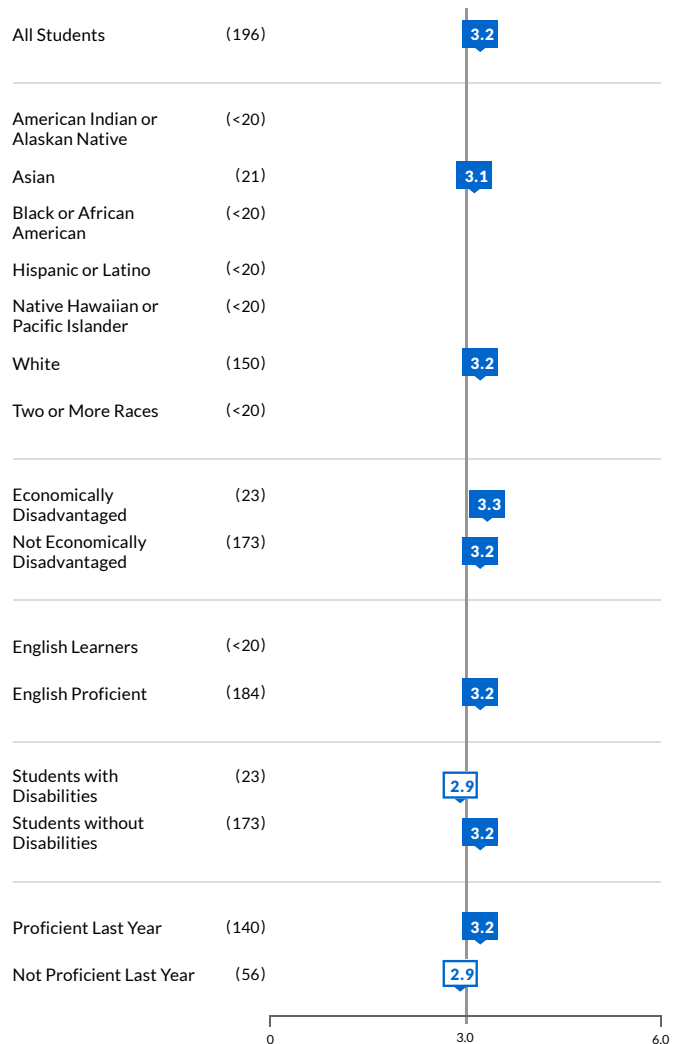 All Students (196) 3.2
American Indian or (<20)
Alaskan Native
Asian (21) 3.1
Black or African (<20)
American
Hispanic or Latino (<20)
Native Hawaiian or (<20)
Pacific Islander
White (150) 3.2
Two or More Races (<20)
Economically (23) 3.3
Disadvantaged
Not Economically (173) 3.2
Disadvantaged
English Learners (<20)
English Proficient (184) 3.2
Students with (23) 2.9
Disabilities
Students without (173) 3.2
Disabilities
Proficient Last Year (140) 3.2
Not Proficient Last Year (56) 2.9
0 3.0 6.0